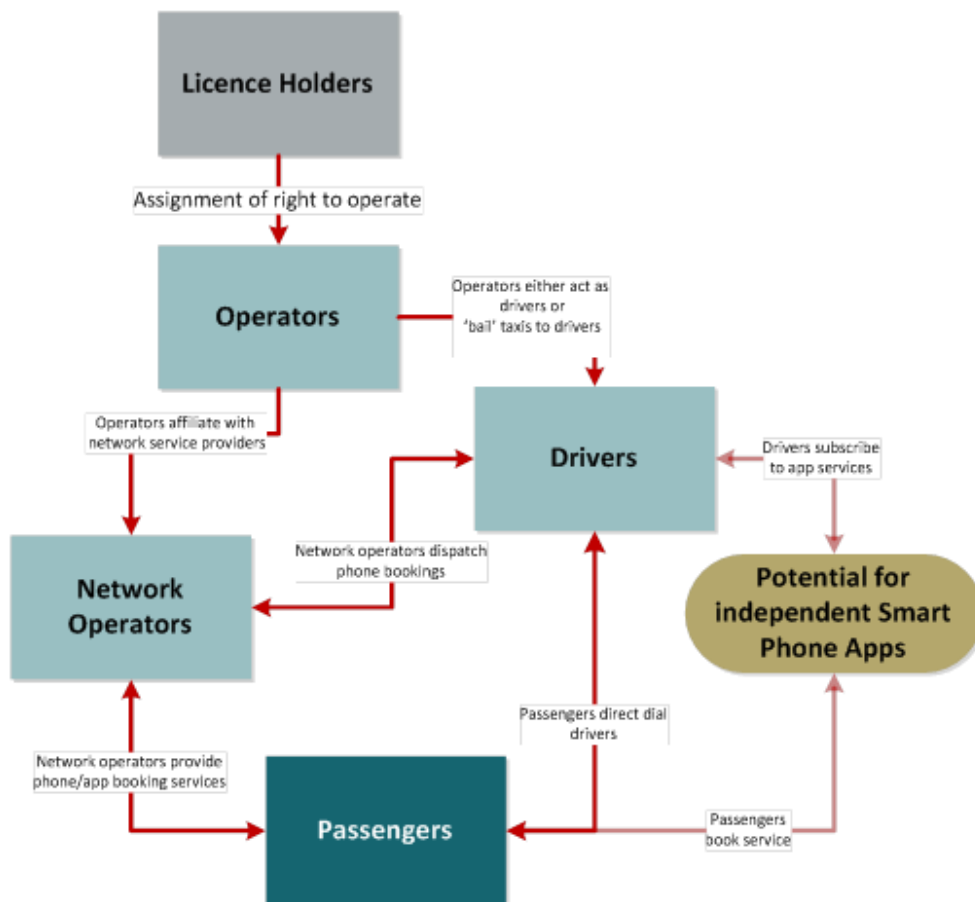 Licence Holders
Assignment of right to operate
Operators
Operators either act as
drivers or
‘bail’ taxis to drivers
Operators affiliate with
network service providers
Drivers
Drivers subscribe
to app services
Network operators dispatch
phone bookings
Network
Operators
Potential for
independent Smart
Phone Apps
Passengers direct dial
drivers
Network operators provide
phone/app booking services
Passengers
Passengers
book service